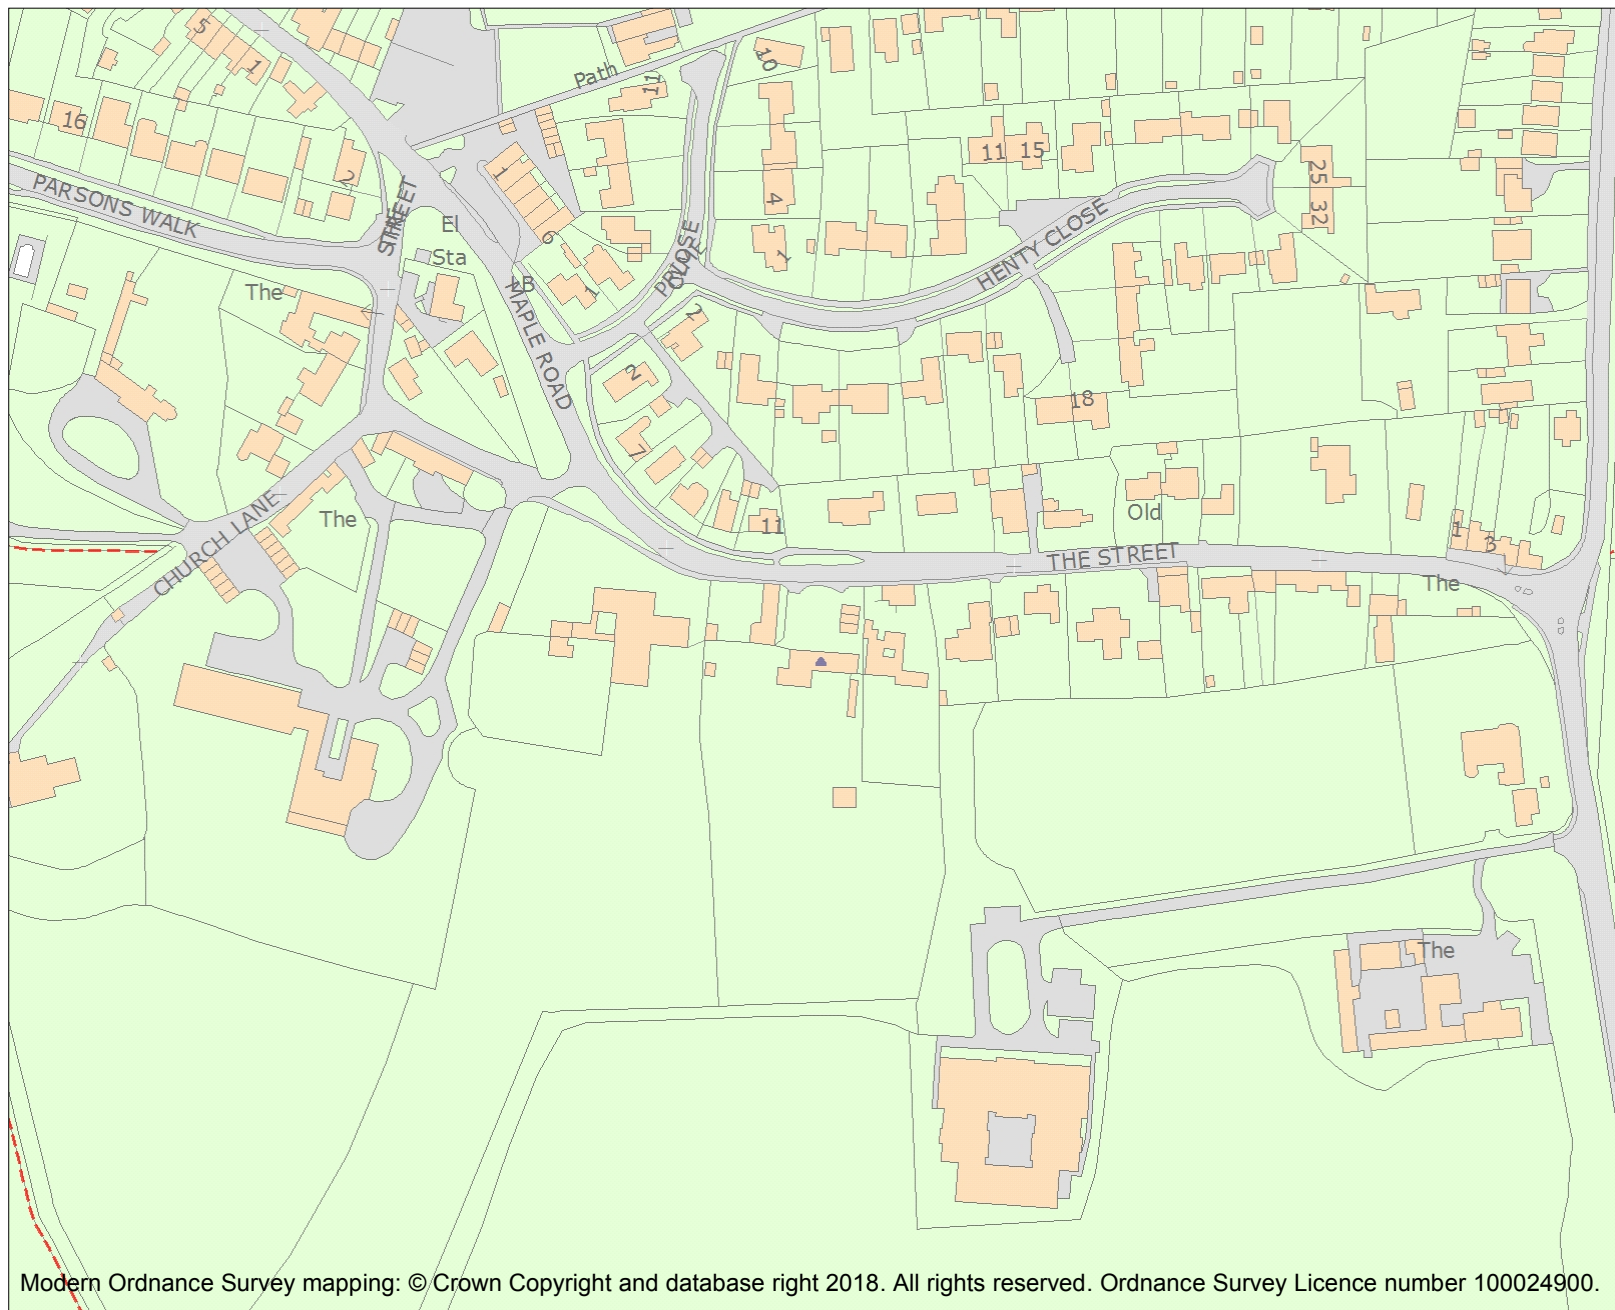 5
1
10
Path
11
16
11
15
1
2
PARSONS WALK
STREET
4
25
32
El
Sta
6
1
HENTY CLOSE
LB
1
The
2
MAPLE ROAD
2
18
7
CHURCH LANE
The
11
Old
1
3
THE STREET
The
The
Modern Ordnance Survey mapping: © Crown Copyright and database right 2018. All rights reserved. Ordnance Survey Licence number 100024900.